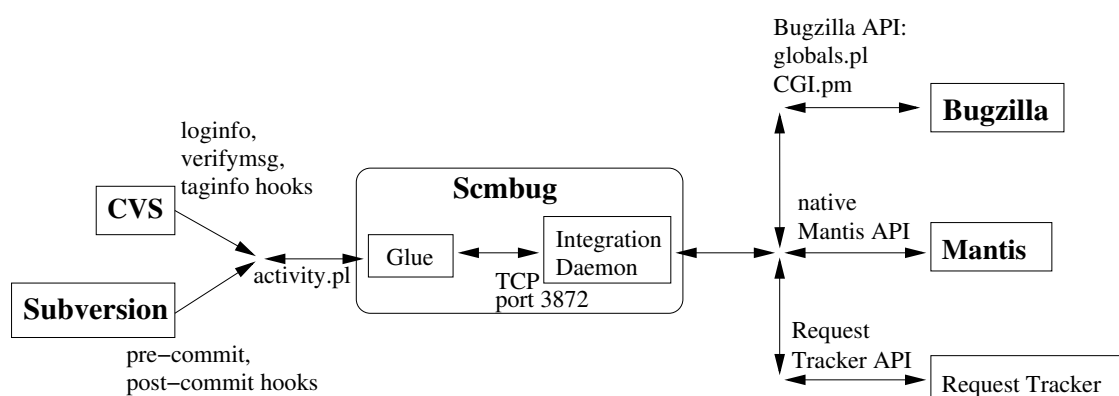 Bugzilla API:
globals.pl
CGI.pm
Bugzilla
loginfo,
verifymsg,
taginfo hooks
CVS
Scmbug
Glue
Integration
Daemon
TCP
port 3872
activity.pl
native
Mantis API
Mantis
Subversion
pre−commit,
post−commit hooks
Request
Tracker API
Request Tracker